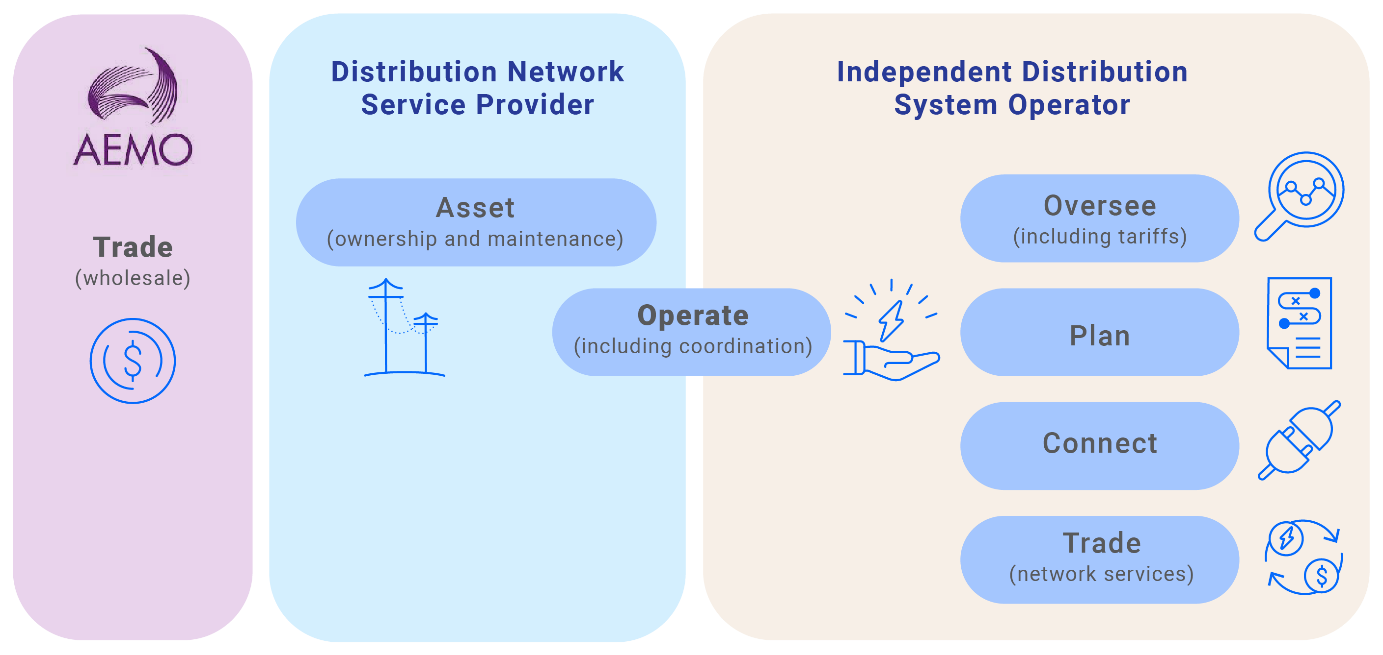 AEMO
Trade
(wholesale)
Distribution Network
Service Provider
Asset
(ownership and maintenance)
Operate
(including coordination)
Independent Distribution
System Operator
Oversee
(including tariffs)
Plan
Connect
Trade
(network services)